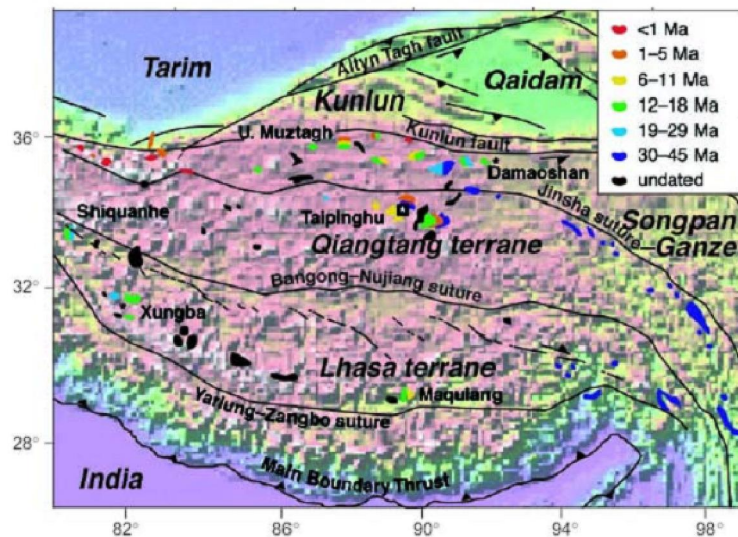 Tarim
Altyn Tagh fault
Qaidam
Kunlun
U. Muztagh
Kunlun fault
Damaoshan
Jinsha suture
Songpan
–Ganze
Shiquanhe
Taipinghu
Qiangtang terrane
Bangong–Nujiang suture
Xungba
Lhasa terrane
Maqulang
Yarlung–Zangbo suture
Main Boundary Thrust
India
<1 Ma
1–5 Ma
6–11 Ma
12–18 Ma
19–29 Ma
30–45 Ma
undated
36°
32°
28°
82°
86°
90°
94°
98°